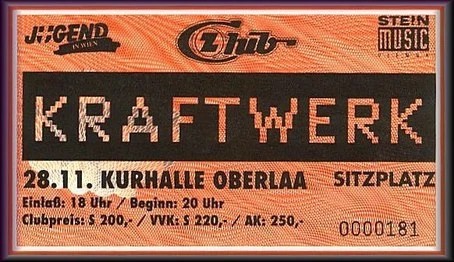 JUGEND
IN WIEN
Club
STEIN
MUSIC
VIENNA
KRAFTWERK
28.11. KURHALLE OBERLAA SITZPLATZ
Einlaß: 18 Uhr / Beginn: 20 Uhr
Clubpreis: S 200,- / VVK: S 220,- / AK: 250,-
0000181